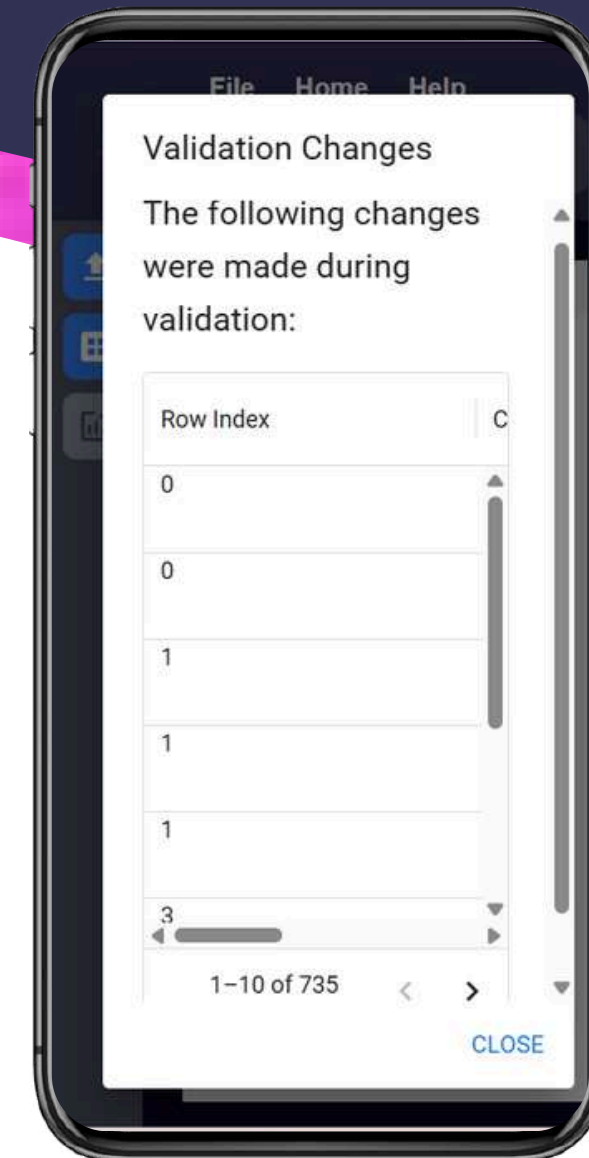 File Home Help
Validation Changes
The following changes
were made during
validation:
Row Index C
0
0
1
1
1
3
1–10 of 735
CLOSE